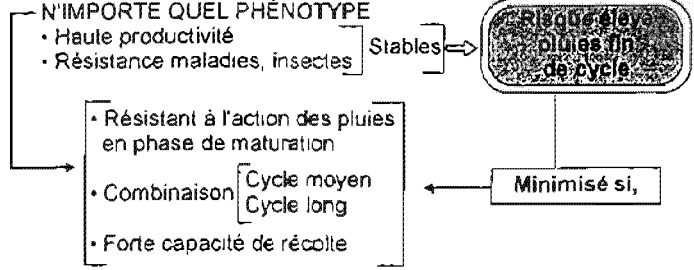 N'IMPORTE QUEL PHÉNOTYPE
• Haute productivité
• Résistance maladies, insectes
Stables
Risque élevé
pluies fin
de cycle
• Résistant à l'action des pluies
en phase de maturation
• Combinaison
Cycle moyen
Cycle long
• Forte capacité de récolte
Minimisé si,